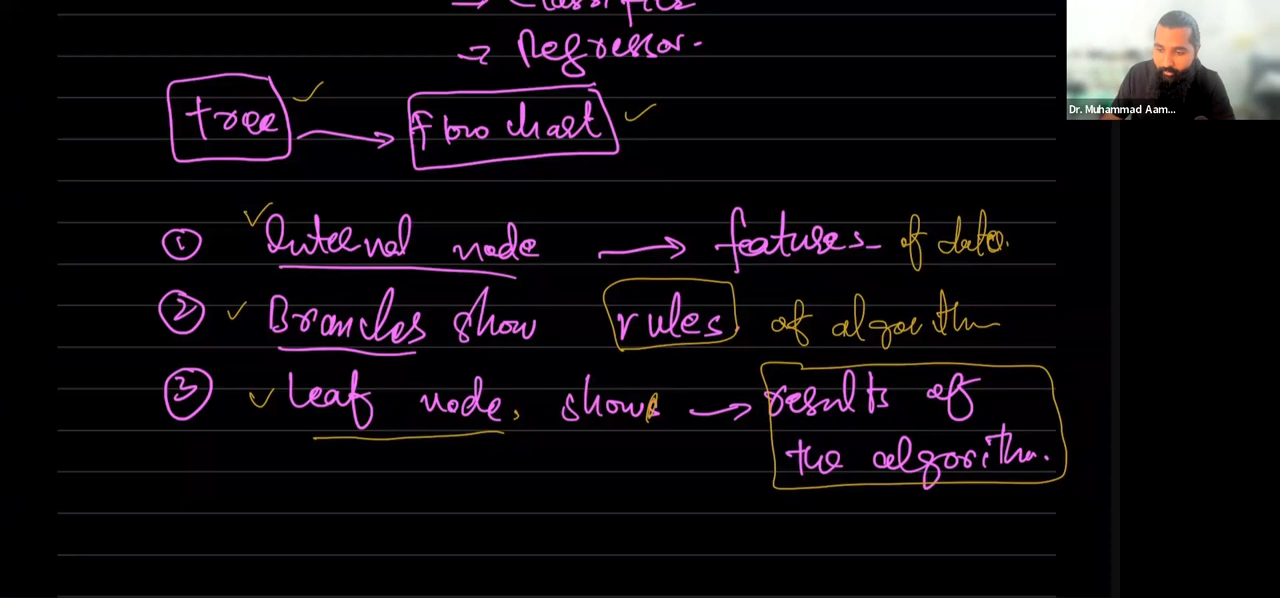 → Classifier
→ Regressor.
tree → Flow chart
① Internal node → features of data.
② Branches show rules of algorithm
③ Leaf node, shows → results of
the algorithm.
Dr. Muhammad Aam...